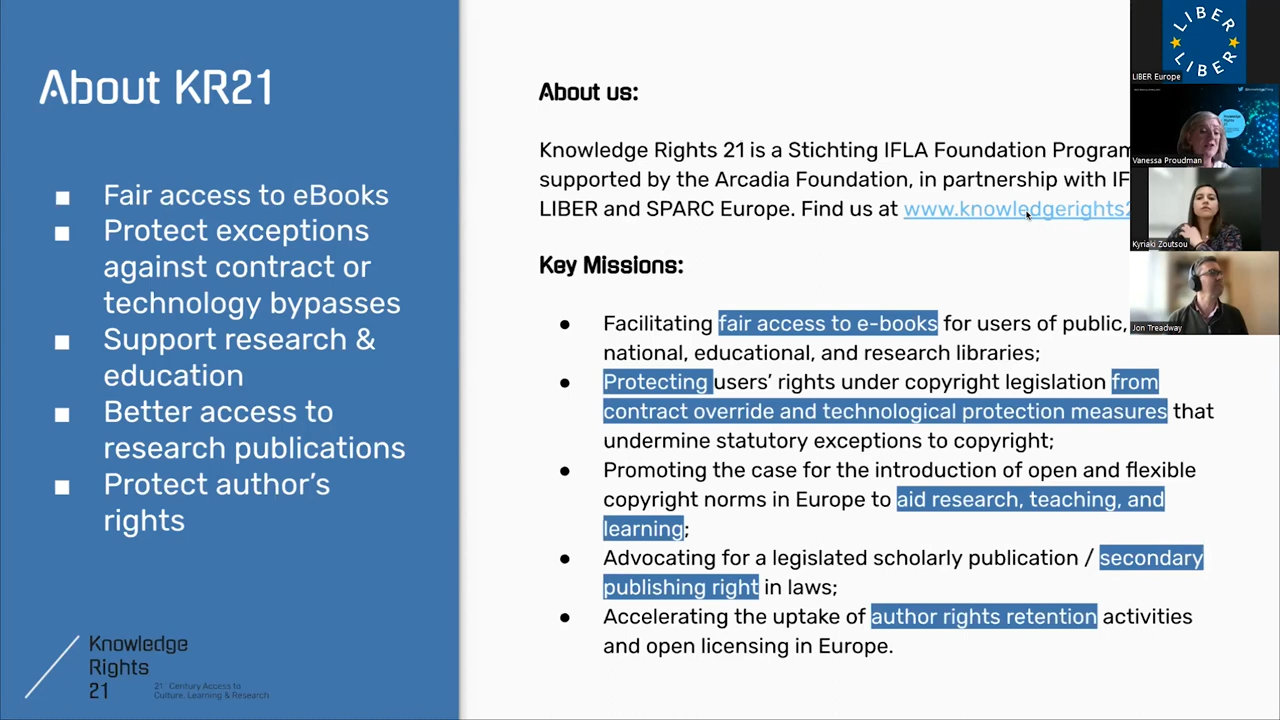 About KR21
■ Fair access to eBooks
■ Protect exceptions
against contract or
technology bypasses
■ Support research &
education
■ Better access to
research publications
■ Protect author's
rights
Knowledge
Rights
21
21st Century Access to
Culture, Learning & Research
About us:
Knowledge Rights 21 is a Stichting IFLA Foundation Program
supported by the Arcadia Foundation, in partnership with IF
LIBER and SPARC Europe. Find us at www.knowledgerights2
Key Missions:
● Facilitating fair access to e-books for users of public,
national, educational, and research libraries;
● Protecting users' rights under copyright legislation from
contract override and technological protection measures that
undermine statutory exceptions to copyright;
● Promoting the case for the introduction of open and flexible
copyright norms in Europe to aid research, teaching, and
learning;
● Advocating for a legislated scholarly publication / secondary
publishing right in laws;
● Accelerating the uptake of author rights retention activities
and open licensing in Europe.
LIBER
LIBER
LIBER Europe
Knowledge
Rights
21
Vanessa Proudman
Kyriaki Zoutsou
Jon Treadway